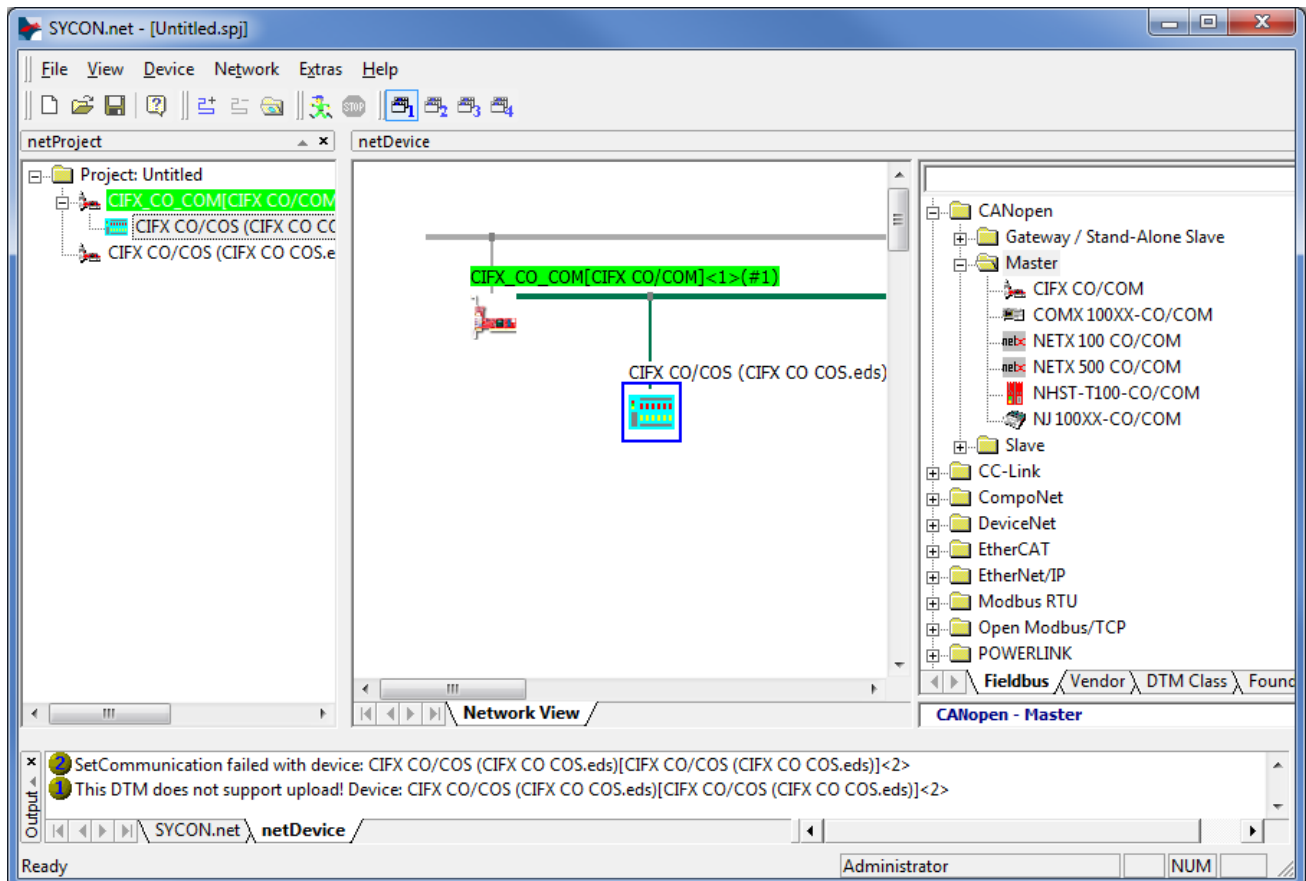 SYCON.net - [Untitled.spj]
File View Device Network Extras Help
netProject
netDevice
Project: Untitled
CIFX_CO_COM[CIFX CO/COM
CIFX CO/COS (CIFX CO CC
CIFX CO/COS (CIFX CO COS.e
CIFX_CO_COM[CIFX CO/COM]<1>(#1)
CIFX CO/COS (CIFX CO COS.eds)
Network View
CANopen
Gateway / Stand-Alone Slave
Master
CIFX CO/COM
COMX 100XX-CO/COM
netx NETX 100 CO/COM
netx NETX 500 CO/COM
NHST-T100-CO/COM
NJ 100XX-CO/COM
Slave
CC-Link
CompoNet
DeviceNet
EtherCAT
EtherNet/IP
Modbus RTU
Open Modbus/TCP
POWERLINK
Fieldbus Vendor DTM Class Found
CANopen - Master
Output
2 SetCommunication failed with device: CIFX CO/COS (CIFX CO COS.eds)[CIFX CO/COS (CIFX CO COS.eds)]<2>
1 This DTM does not support upload! Device: CIFX CO/COS (CIFX CO COS.eds)[CIFX CO/COS (CIFX CO COS.eds)]<2>
SYCON.net netDevice
Ready
Administrator
NUM